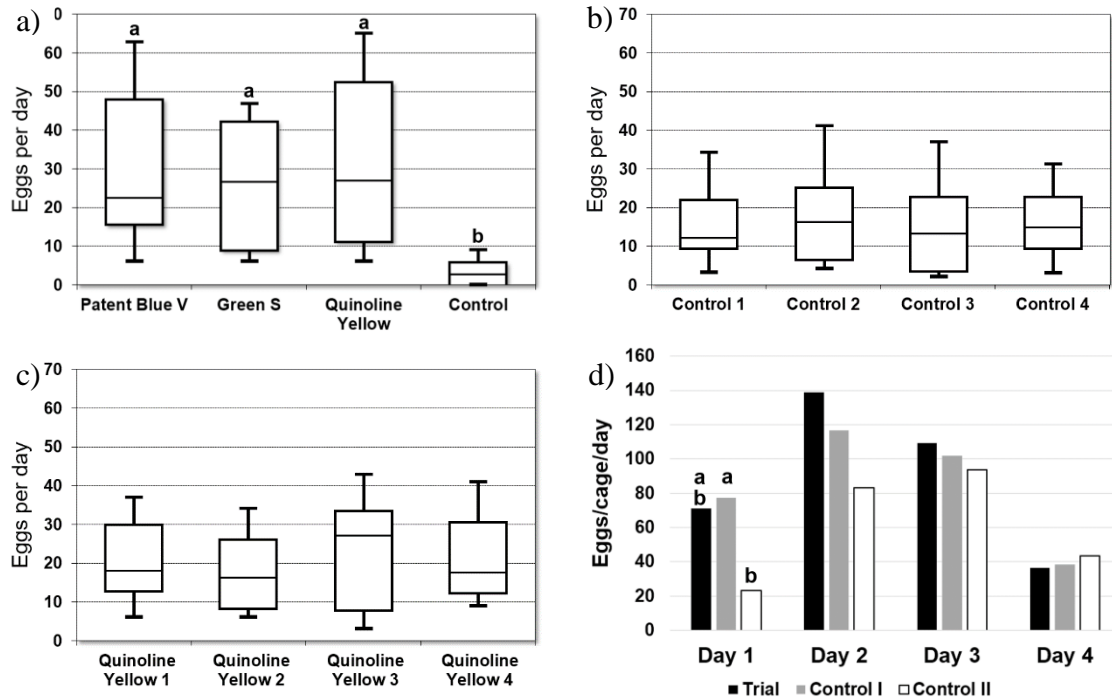 a)
Eggs per day
0
60
50
40
30
20
10
0
a
a
a
b
Patent Blue V
Green S
Quinoline
Yellow
Control
b)
Eggs per day
70
60
50
40
30
20
10
0
Control 1
Control 2
Control 3
Control 4
c)
Eggs per day
70
60
50
40
30
20
10
0
Quinoline
Yellow 1
Quinoline
Yellow 2
Quinoline
Yellow 3
Quinoline
Yellow 4
d)
Eggs/cage/day
160
140
120
100
80
60
40
20
0
a
b
a
b
Day 1
Day 2
Day 3
Day 4
Trial
Control I
Control II